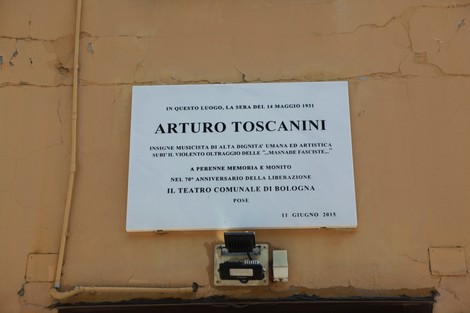 IN QUESTO LUOGO, LA SERA DEL 14 MAGGIO 1931
ARTURO TOSCANINI
INSIGNE MUSICISTA DI ALTA DIGNITA' UMANA ED ARTISTICA
SUBI' IL VIOLENTO OLTRAGGIO DELLE "...MASNADE FASCISTE..."
A PERENNE MEMORIA E MONITO
NEL 70° ANNIVERSARIO DELLA LIBERAZIONE
IL TEATRO COMUNALE DI BOLOGNA
POSE
11 GIUGNO 2015